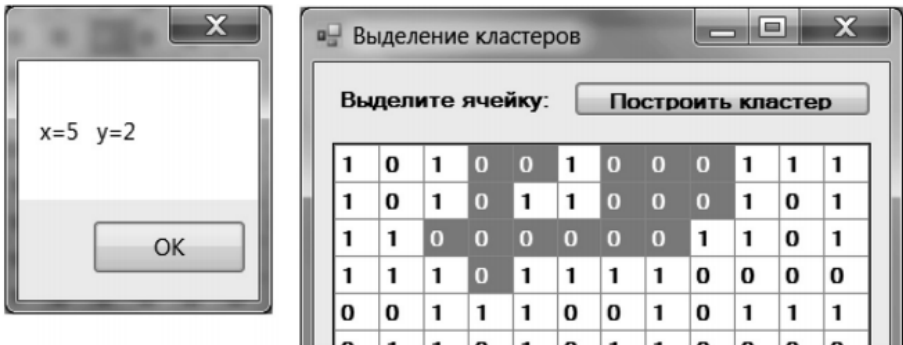 x=5 y=2
OK
Выделение кластеров
Выделите ячейку: Построить кластер
1 0 1 0 0 1 0 0 0 1 1 1
1 0 1 0 1 1 0 0 0 1 0 1
1 1 0 0 0 0 0 0 1 1 0 1
1 1 1 0 1 1 1 1 0 0 0 0
0 0 1 1 1 0 0 1 0 1 1 1